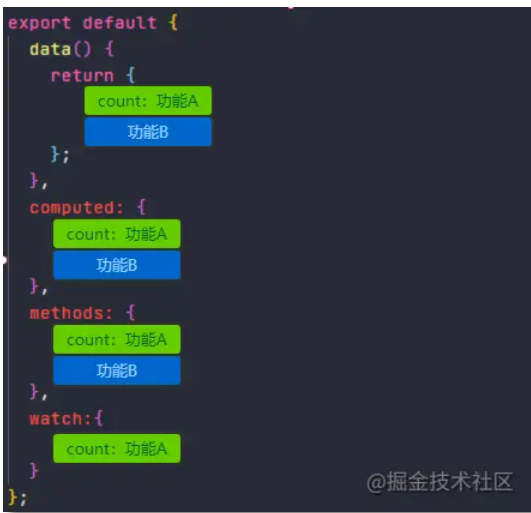 export default {
data() {
return {
count: 功能A
功能B
};
},
computed: {
count: 功能A
功能B
},
methods: {
count: 功能A
功能B
},
watch:{
count: 功能A
}
};
@掘金技术社区